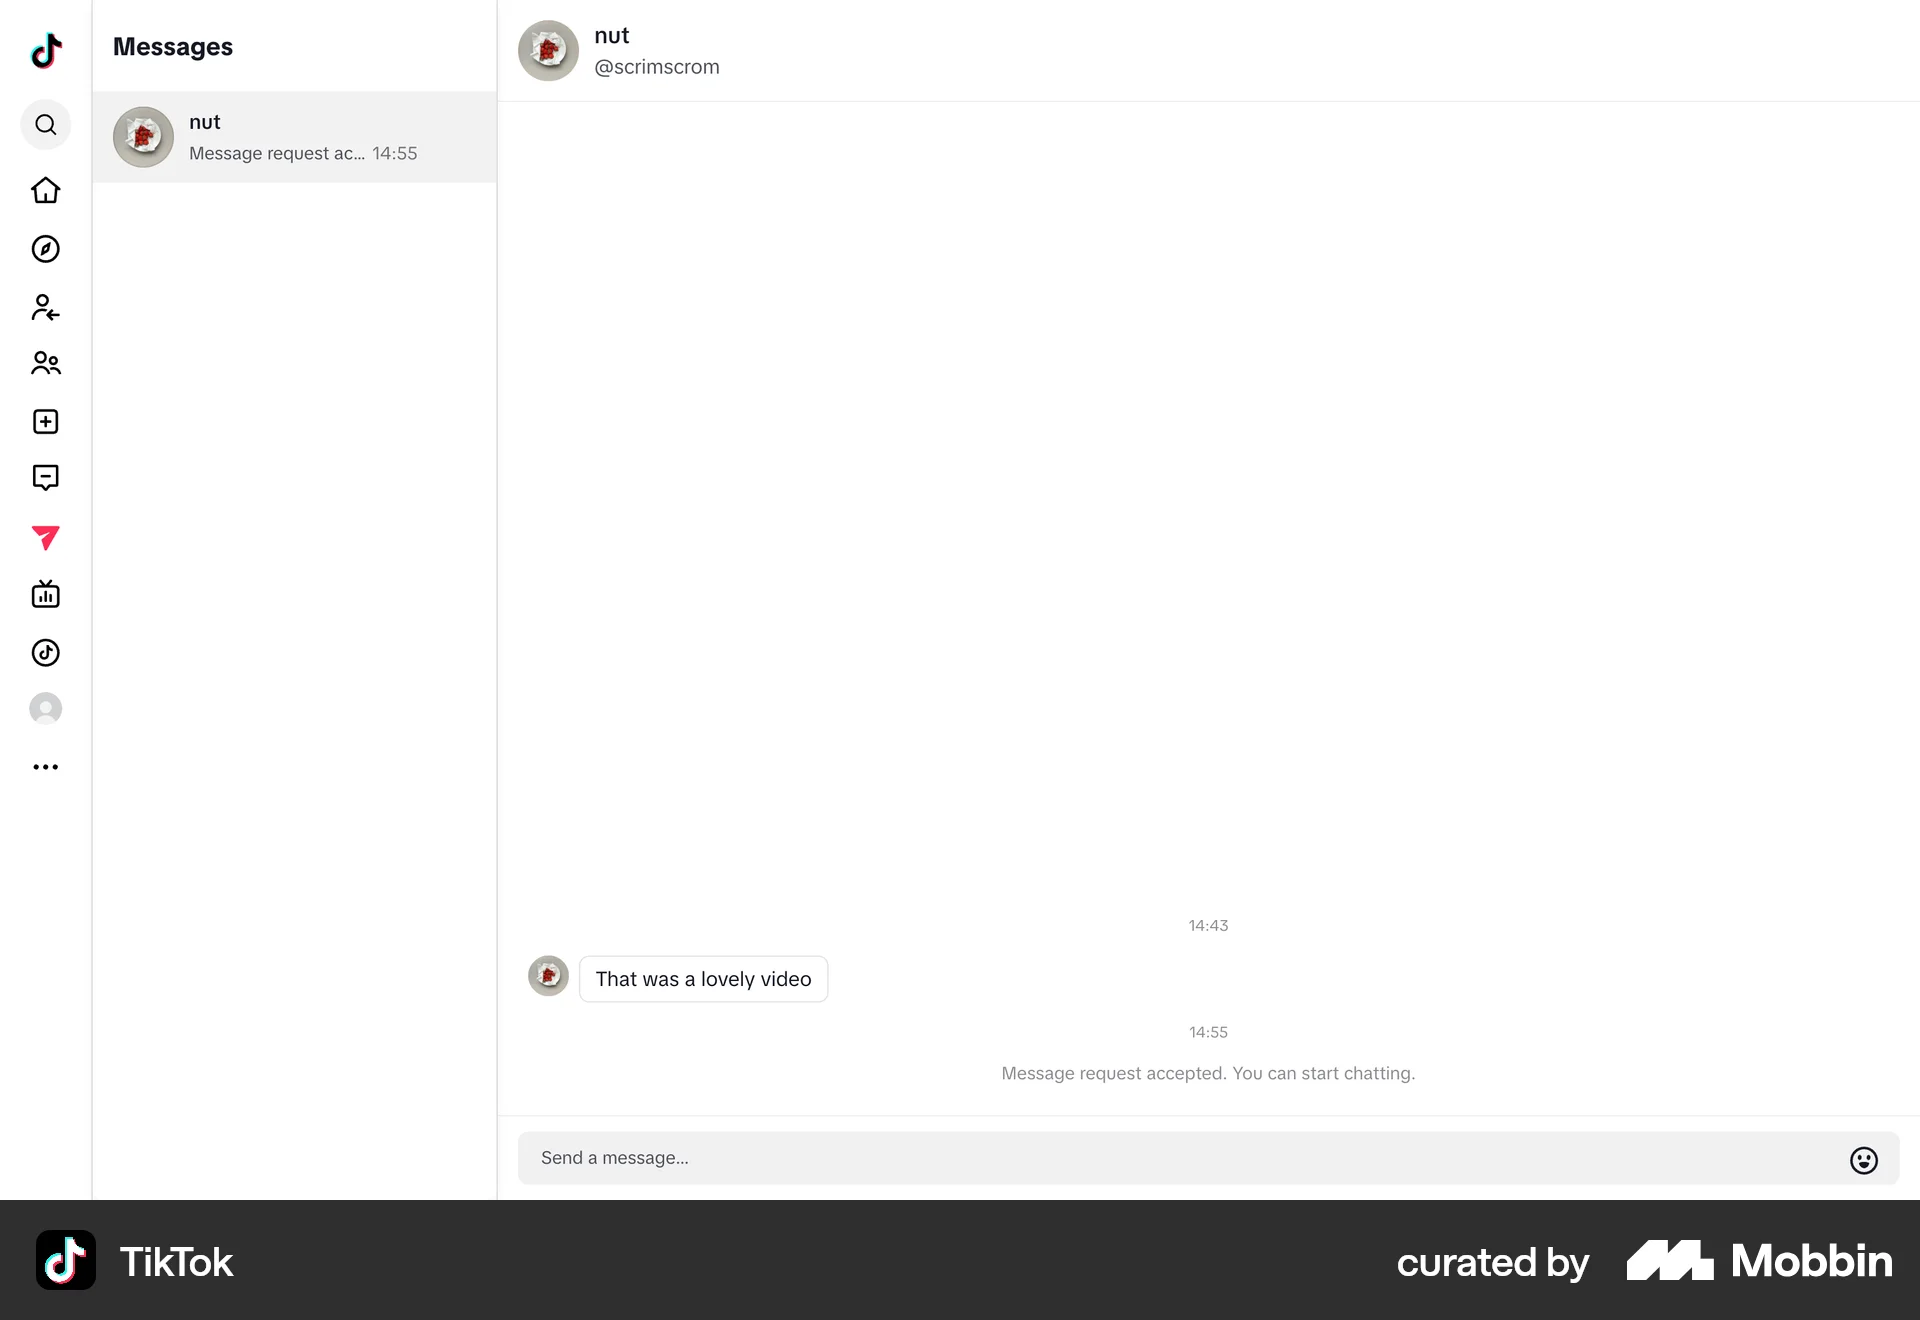 Messages
nut
Message request ac... 14:55
nut
@scrimscrom
14:43
That was a lovely video
14:55
Message request accepted. You can start chatting.
Send a message...
TikTok
curated by Mobbin